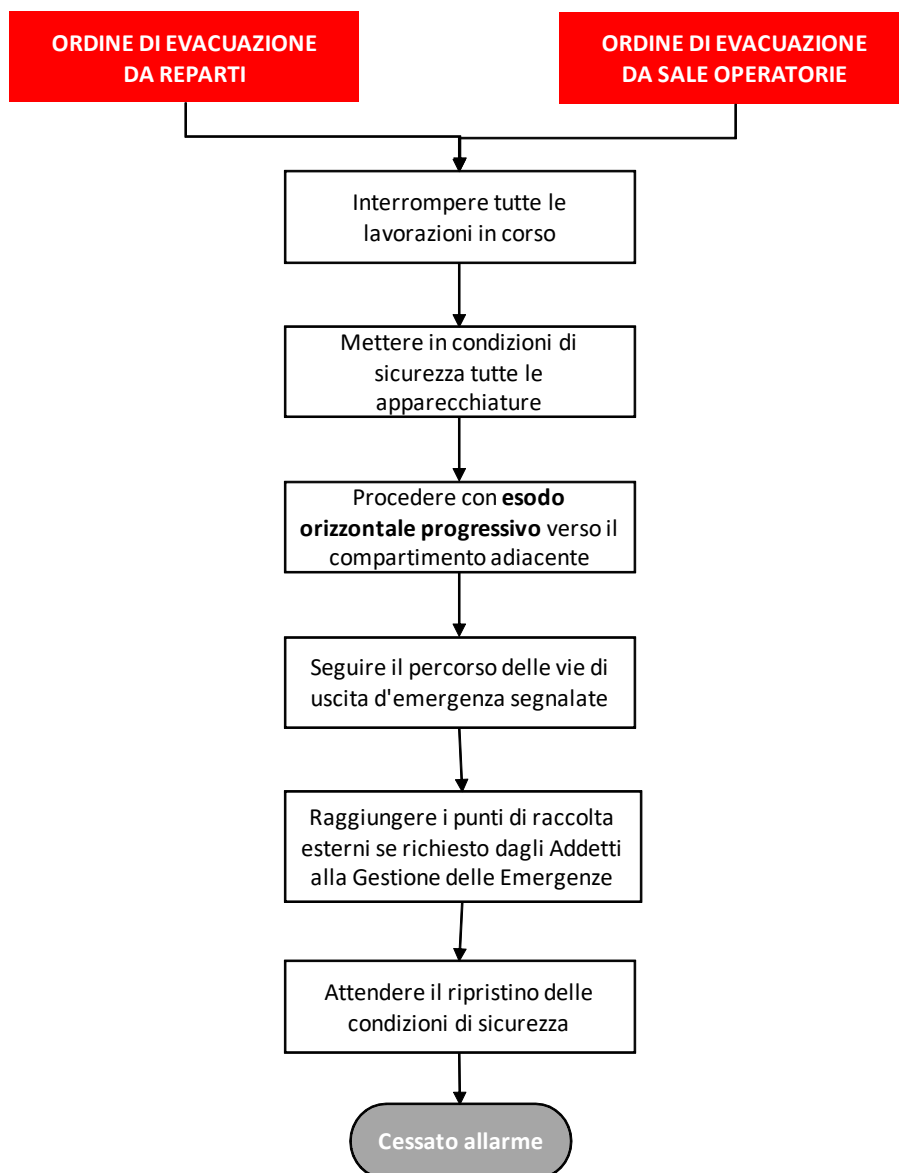 ORDINE DI EVACUAZIONE
DA REPARTI
ORDINE DI EVACUAZIONE
DA SALE OPERATORIE
Interrompere tutte le
lavorazioni in corso
Mettere in condizioni di
sicurezza tutte le
apparecchiature
Procedere con esodo
orizzontale progressivo verso il
compartimento adiacente
Seguire il percorso delle vie di
uscita d'emergenza segnalate
Raggiungere i punti di raccolta
esterni se richiesto dagli Addetti
alla Gestione delle Emergenze
Attendere il ripristino delle
condizioni di sicurezza
Cessato allarme